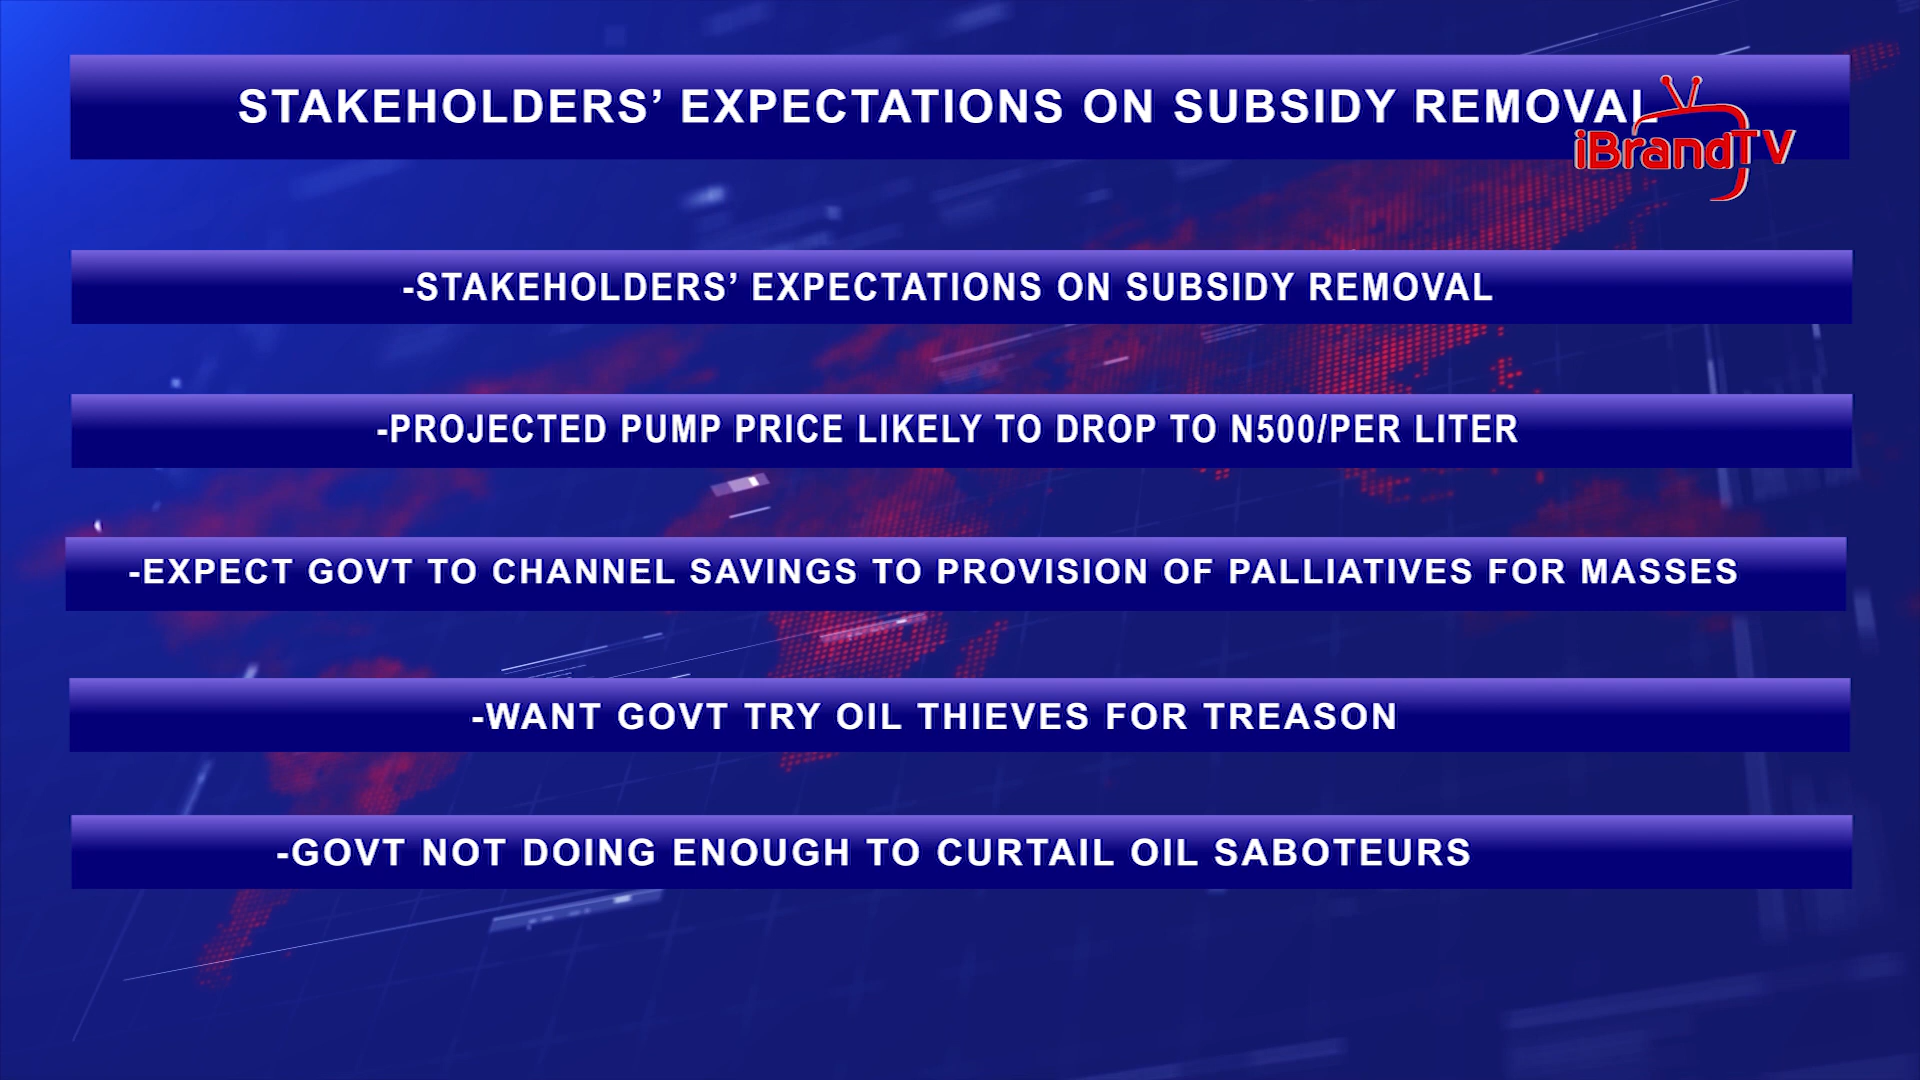 STAKEHOLDERS’ EXPECTATIONS ON SUBSIDY REMOVAL
iBrandTV
-STAKEHOLDERS’ EXPECTATIONS ON SUBSIDY REMOVAL
-PROJECTED PUMP PRICE LIKELY TO DROP TO N500/PER LITER
-EXPECT GOVT TO CHANNEL SAVINGS TO PROVISION OF PALLIATIVES FOR MASSES
-WANT GOVT TRY OIL THIEVES FOR TREASON
-GOVT NOT DOING ENOUGH TO CURTAIL OIL SABOTEURS